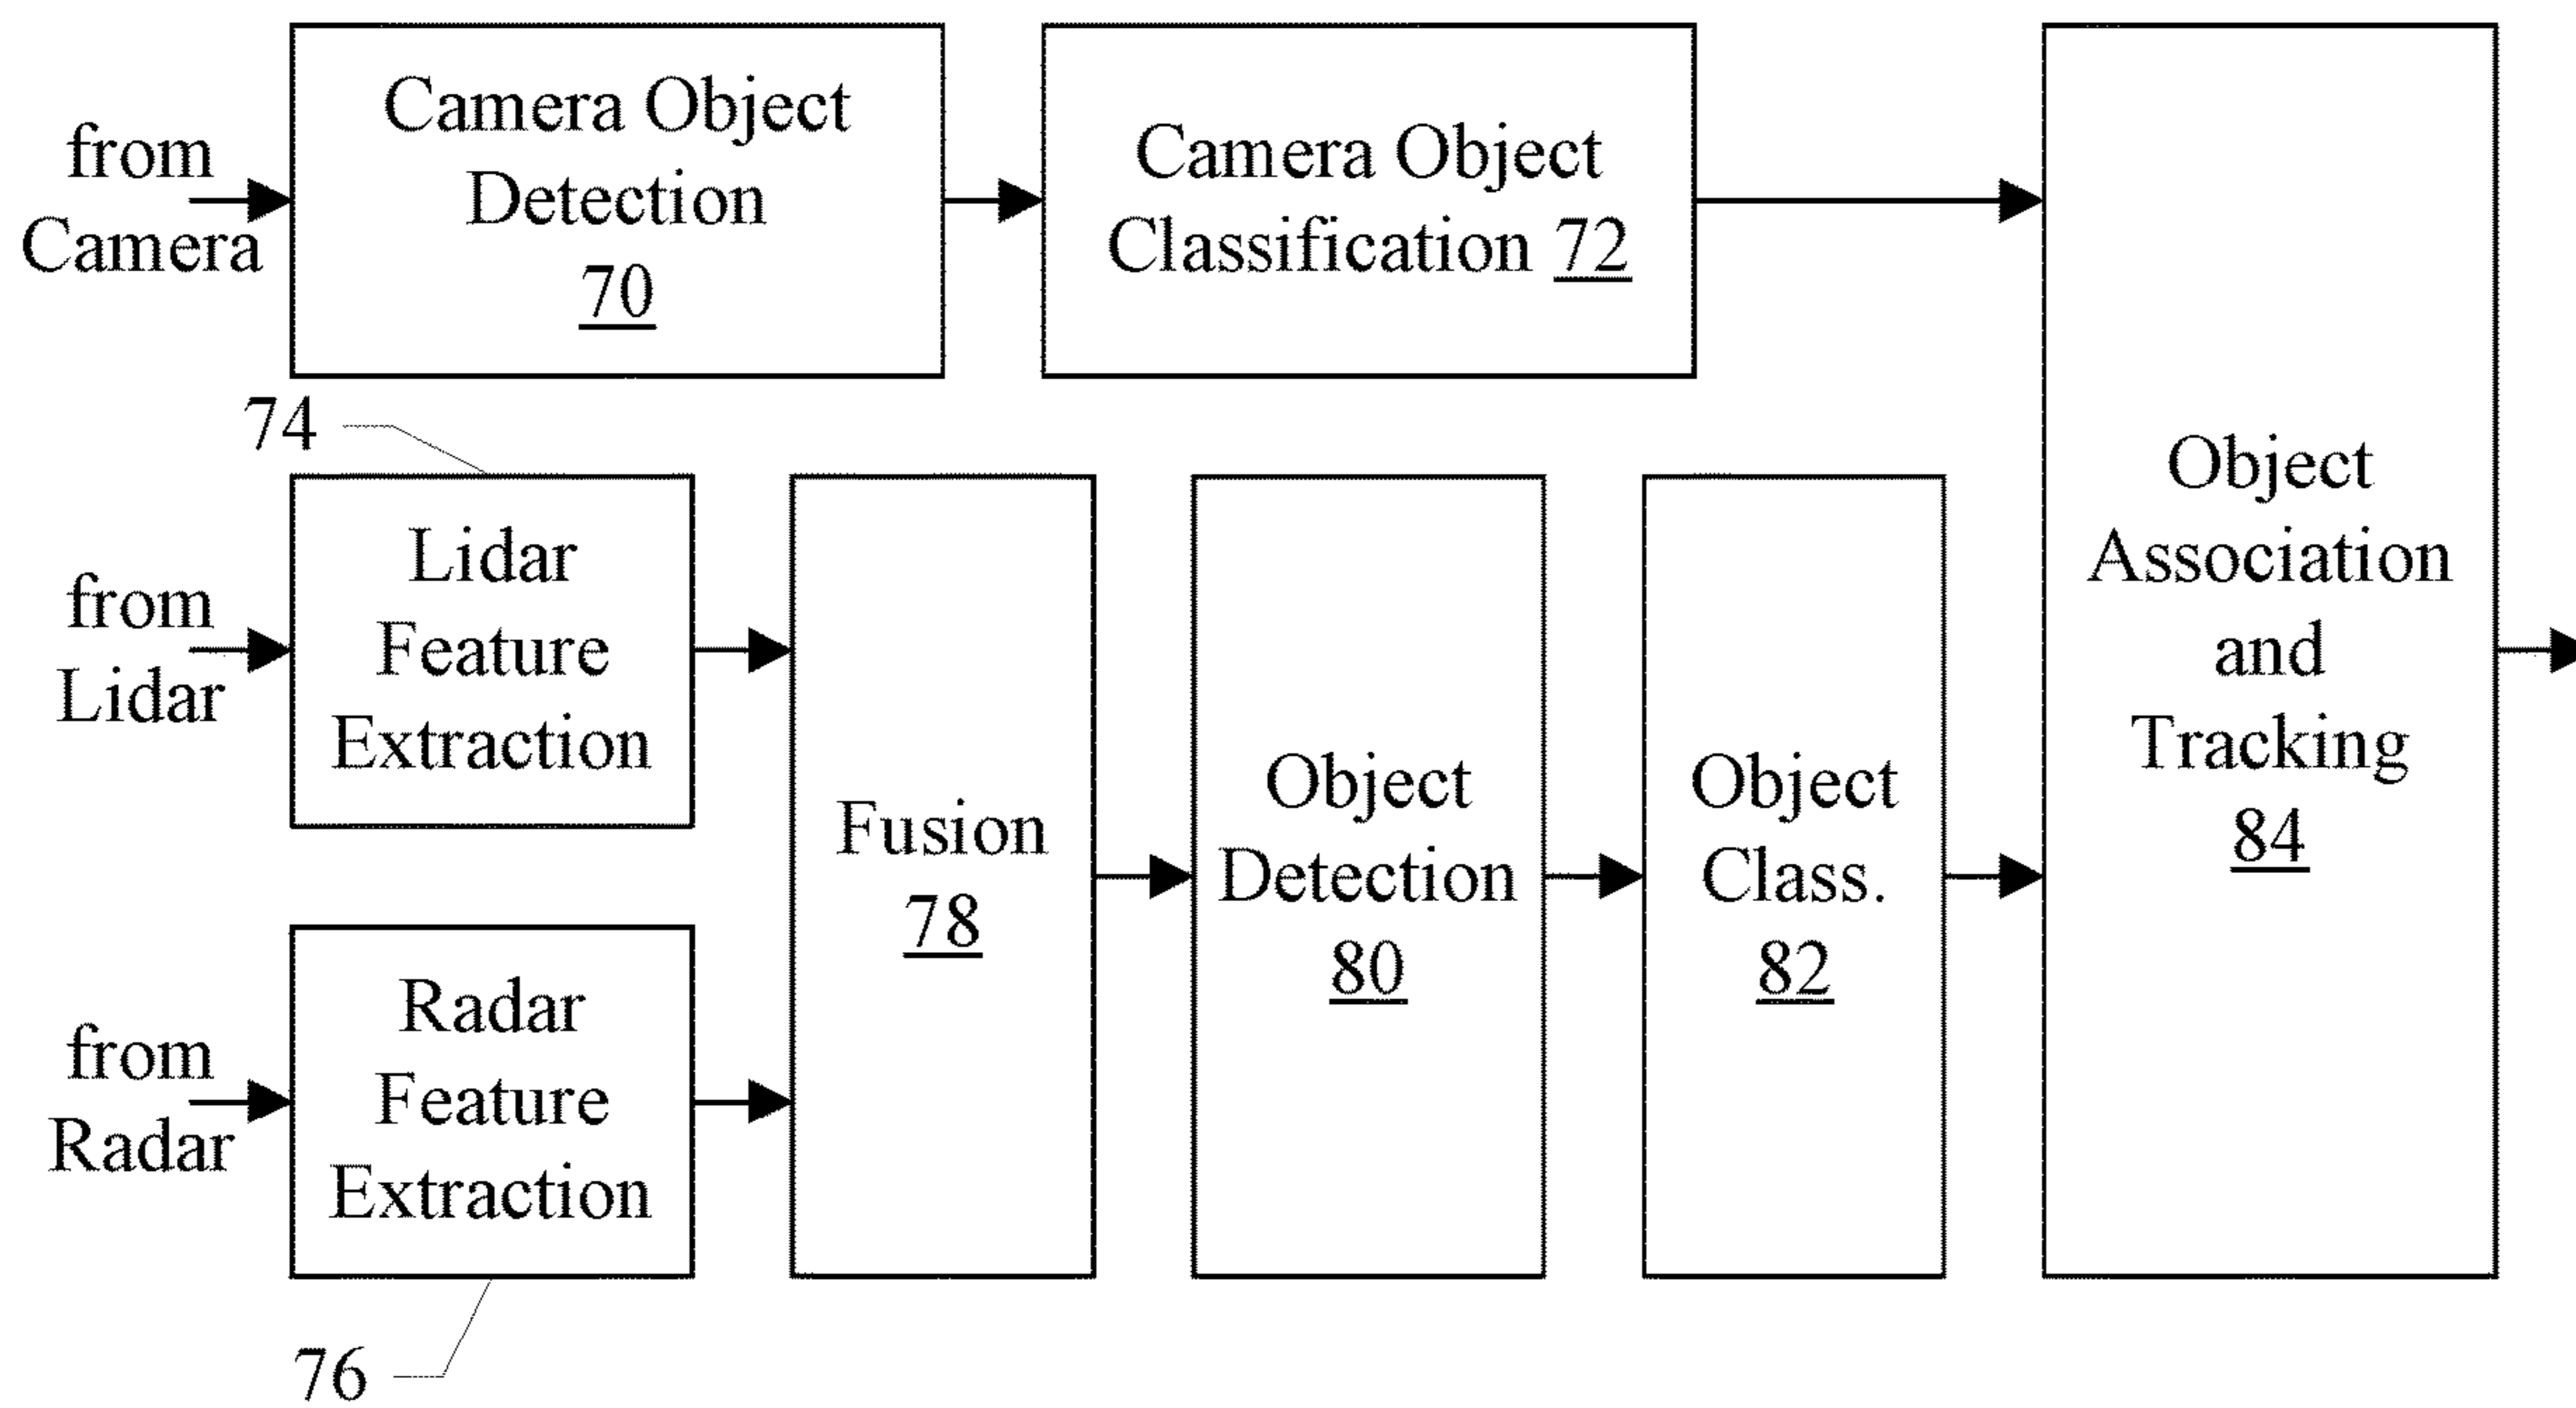 from
Camera
Camera Object
Detection
70
Camera Object
Classification 72
74
from
Lidar
Lidar
Feature
Extraction
from
Radar
Radar
Feature
Extraction
76
Fusion
78
Object
Detection
80
Object
Class.
82
Object
Association
and
Tracking
84